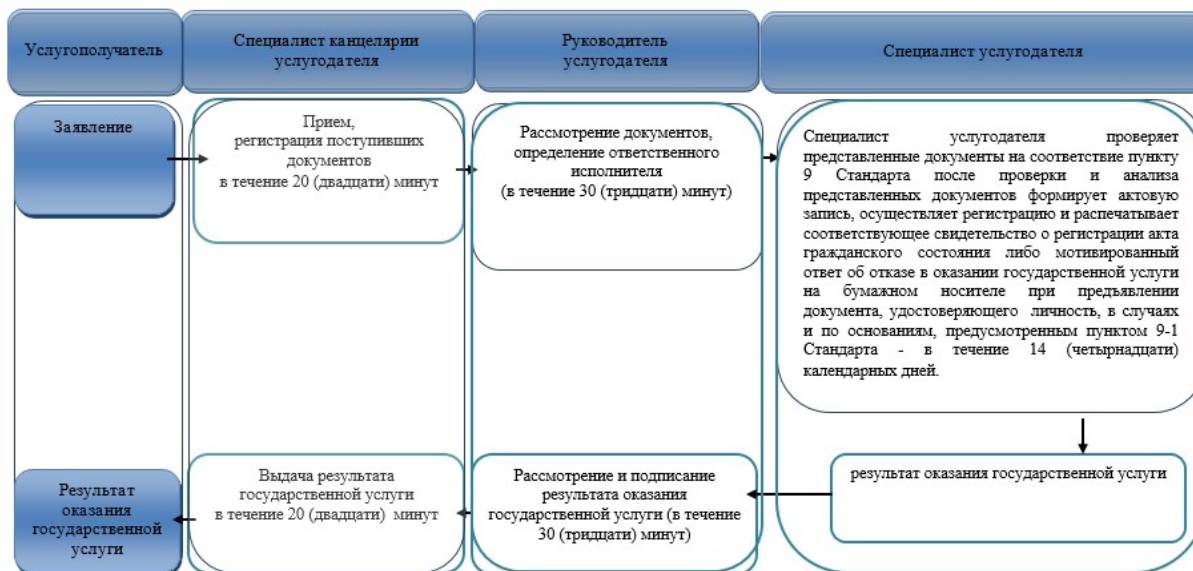 Услугополучатель
Специалист канцелярии
услугодателя
Руководитель
услугодателя
Специалист услугодателя
Заявление
Прием,
регистрация поступивших
документов
в течение 20 (двадцати) минут
Рассмотрение документов,
определение ответственного
исполнителя
(в течение 30 (тридцати) минут)
Специалист услугодателя проверяет
представленные документы на соответствие пункту
9 Стандарта после проверки и анализа
представленных документов формирует актовую
запись, осуществляет регистрацию и распечатывает
соответствующее свидетельство о регистрации акта
гражданского состояния либо мотивированный
ответ об отказе в оказании государственной услуги
на бумажном носителе при предъявлении
документа, удостоверяющего личность, в случаях
и по основаниям, предусмотренным пунктом 9-1
Стандарта - в течение 14 (четырнадцати)
календарных дней.
Результат
оказания
государственной
услуги
Выдача результата
государственной услуги
в течение 20 (двадцати) минут
Рассмотрение и подписание
результата оказания
государственной услуги (в течение
30 (тридцати) минут)
результат оказания государственной услуги